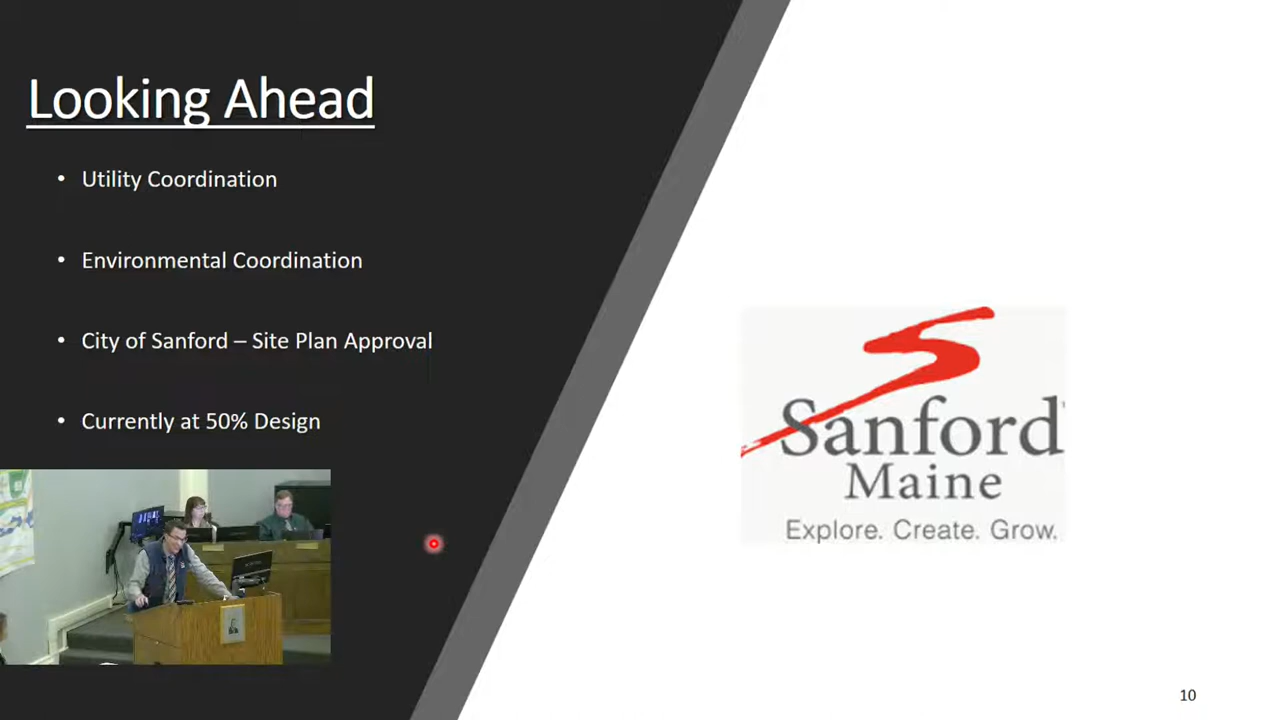 Looking Ahead
• Utility Coordination
• Environmental Coordination
• City of Sanford – Site Plan Approval
• Currently at 50% Design
Sanford
Maine
Explore. Create. Grow.
10